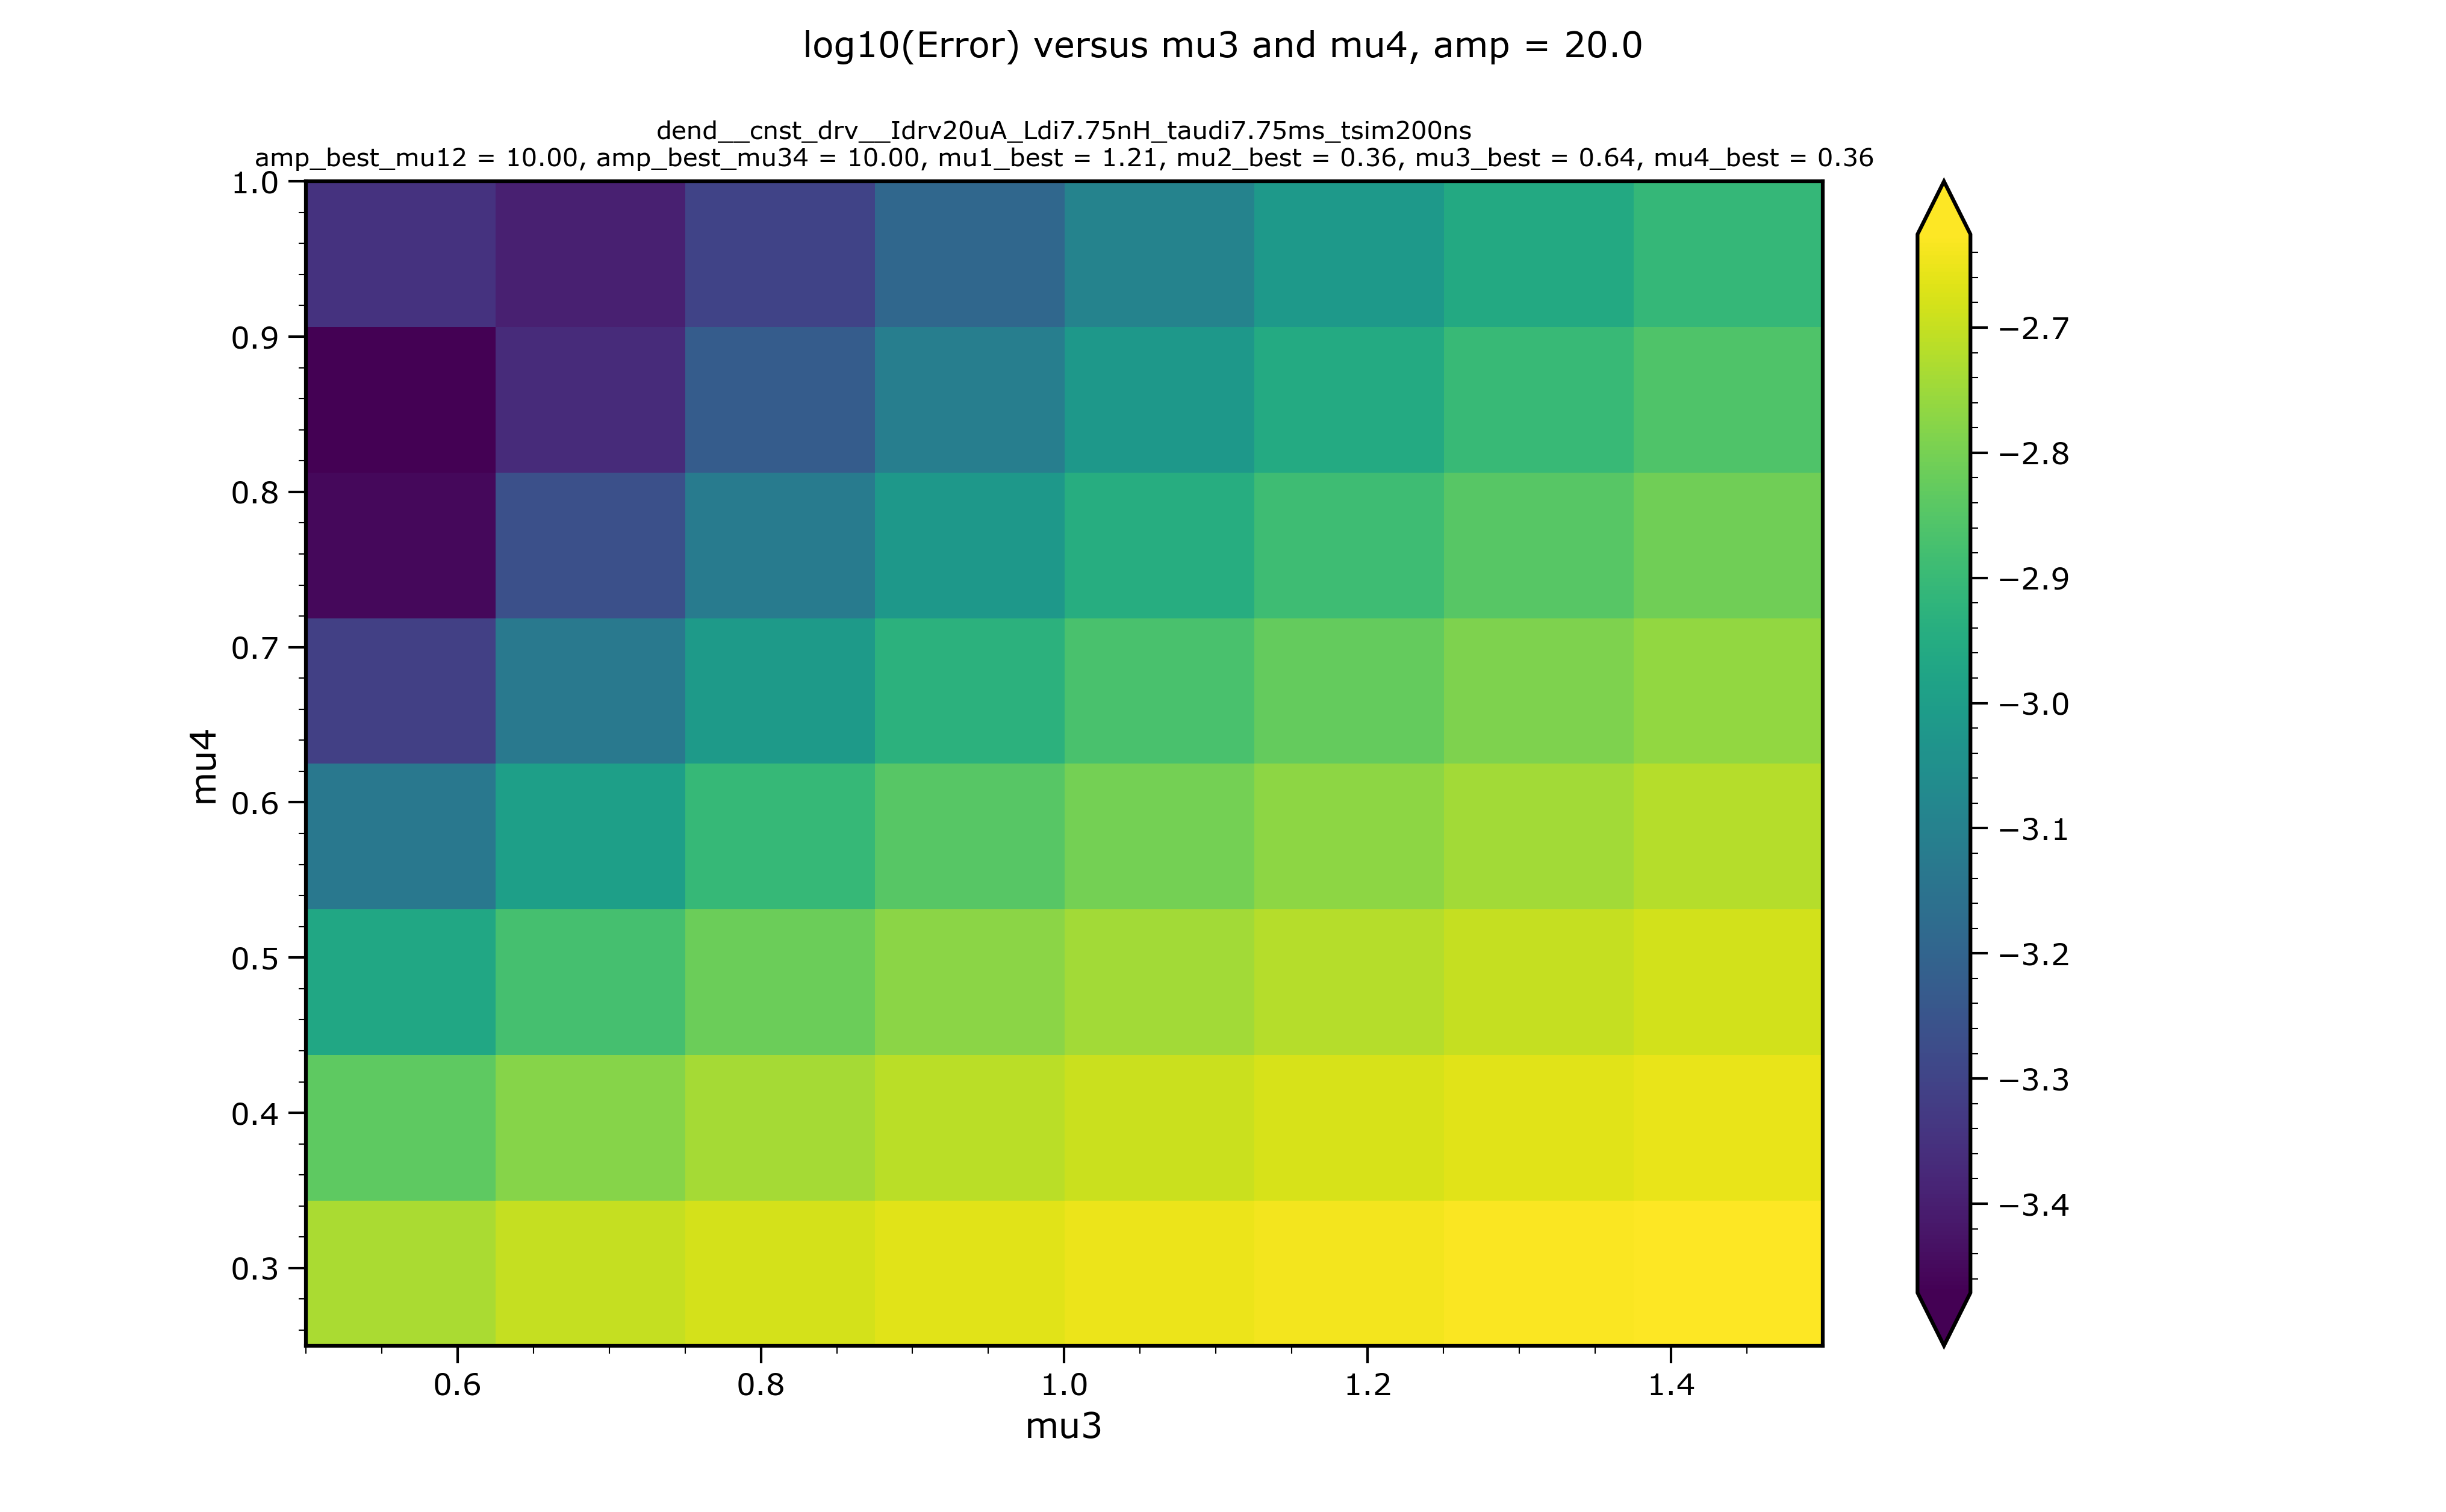 log10(Error) versus mu3 and mu4, amp = 20.0
dend__cnst_drv__Idrv20uA_Ldi7.75nH_taudi7.75ms_tsim200ns
amp_best_mu12 = 10.00, amp_best_mu34 = 10.00, mu1_best = 1.21, mu2_best = 0.36, mu3_best = 0.64, mu4_best = 0.36
1.0
0.9
0.8
0.7
0.6
0.5
0.4
0.3
mu4
0.6 0.8 1.0 1.2 1.4
mu3
−2.7
−2.8
−2.9
−3.0
−3.1
−3.2
−3.3
−3.4